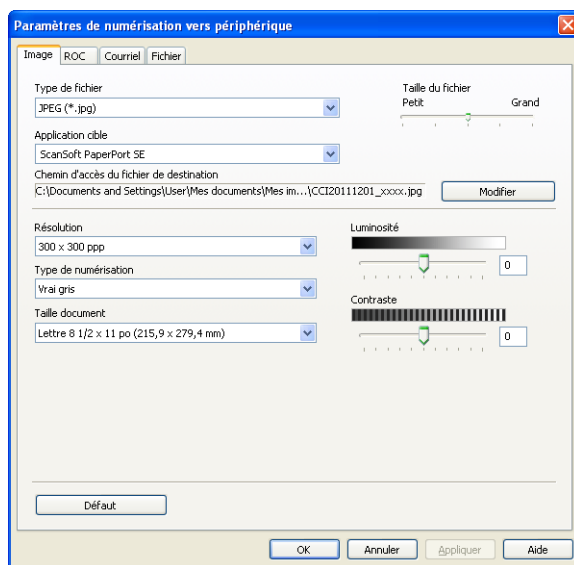 Paramètres de numérisation vers périphérique
Image ROC Courriel Fichier
Type de fichier
JPEG (*.jpg)
Taille du fichier
Petit Grand
Application cible
ScanSoft PaperPort SE
Chemin d'accès du fichier de destination
C:\Documents and Settings\User\Mes documents\Mes im...\CCI20111201_xxxx.jpg
Modifier
Résolution
300 x 300 ppp
Luminosité
0
Type de numérisation
Vrai gris
Contraste
0
Taille document
Lettre 8 1/2 x 11 po (215,9 x 279,4 mm)
Défaut
OK Annuler Appliquer Aide